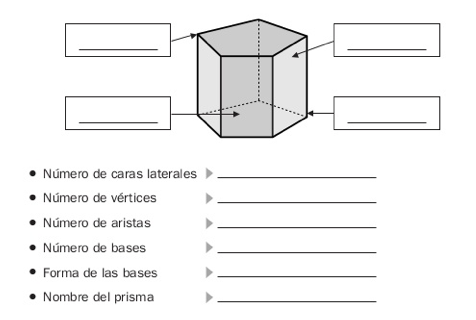 Número de caras laterales
Número de vértices
Número de aristas
Número de bases
Forma de las bases
Nombre del prisma